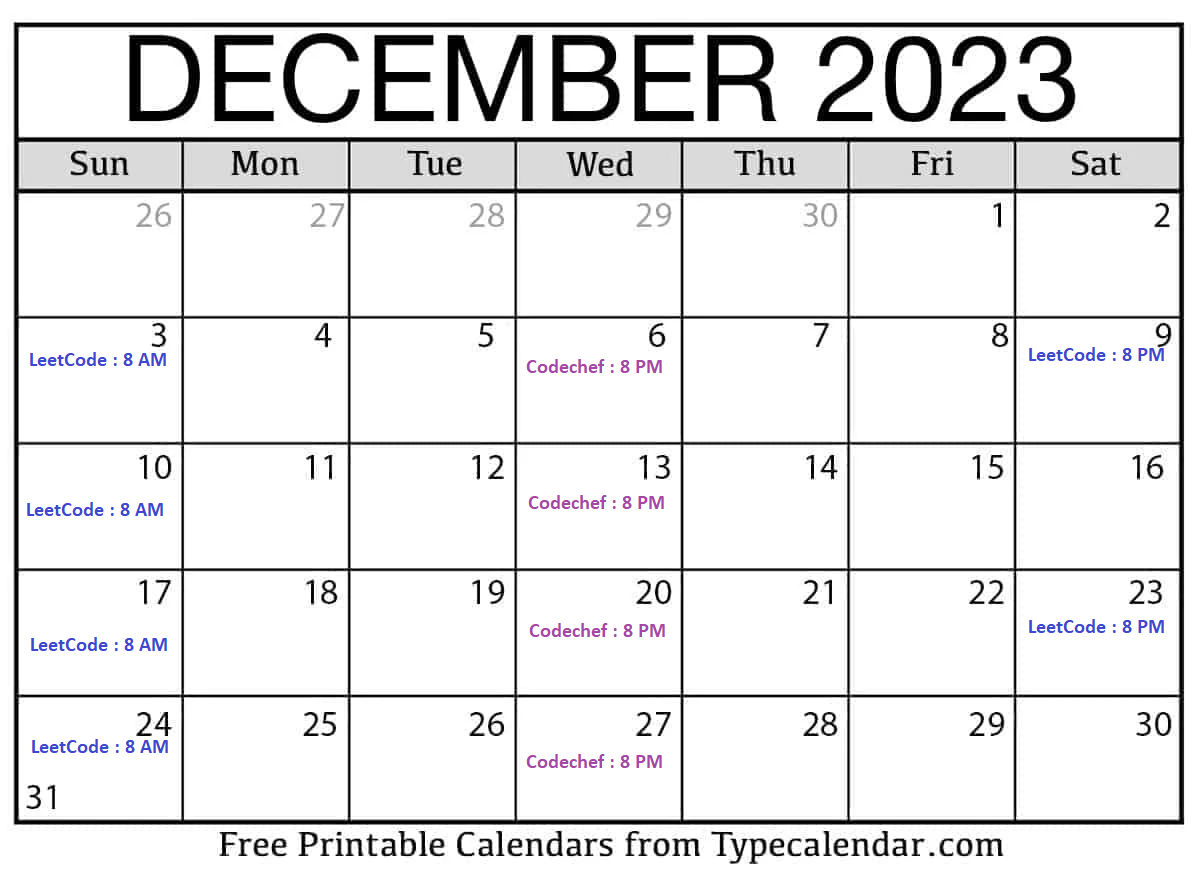 DECEMBER 2023
Sun Mon Tue Wed Thu Fri Sat
26 27 28 29 30 1 2
3 4 5 6 7 8 9
LeetCode : 8 AM Codechef : 8 PM LeetCode : 8 PM
10 11 12 13 14 15 16
LeetCode : 8 AM Codechef : 8 PM
17 18 19 20 21 22 23
LeetCode : 8 AM Codechef : 8 PM LeetCode : 8 PM
24 25 26 27 28 29 30
LeetCode : 8 AM Codechef : 8 PM
31
Free Printable Calendars from Typecalendar.com